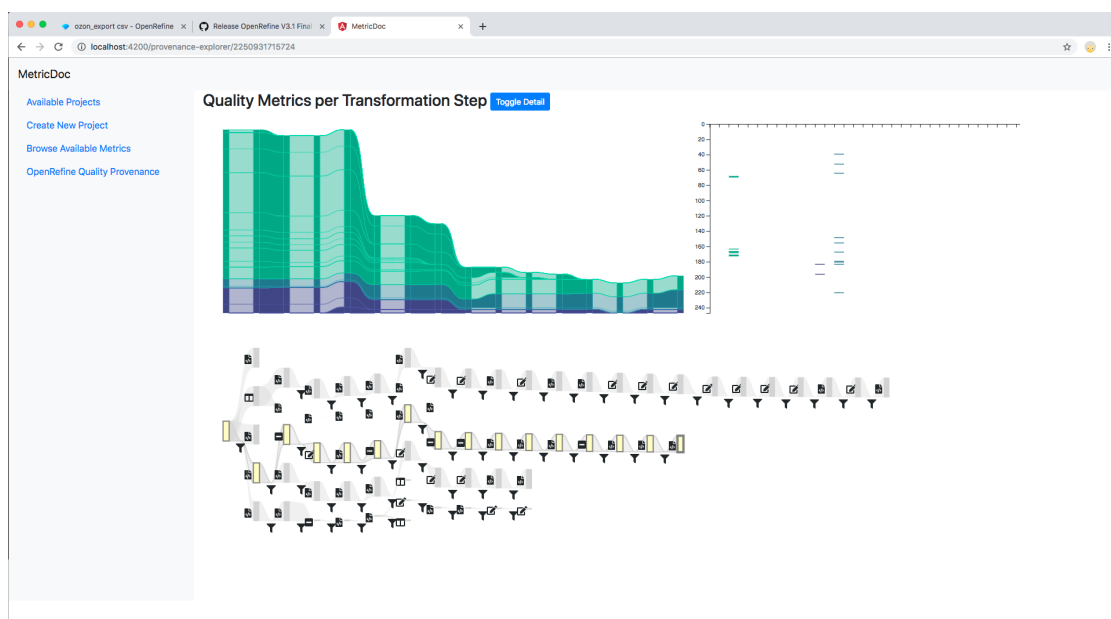 ozon_export csv - OpenRefine
Release OpenRefine V3.1 Final
MetricDoc
localhost:4200/provenance-explorer/2250931715724
MetricDoc
Available Projects
Create New Project
Browse Available Metrics
OpenRefine Quality Provenance
Quality Metrics per Transformation Step
Toggle Detail
0
20
40
60
80
100
120
140
160
180
200
220
240